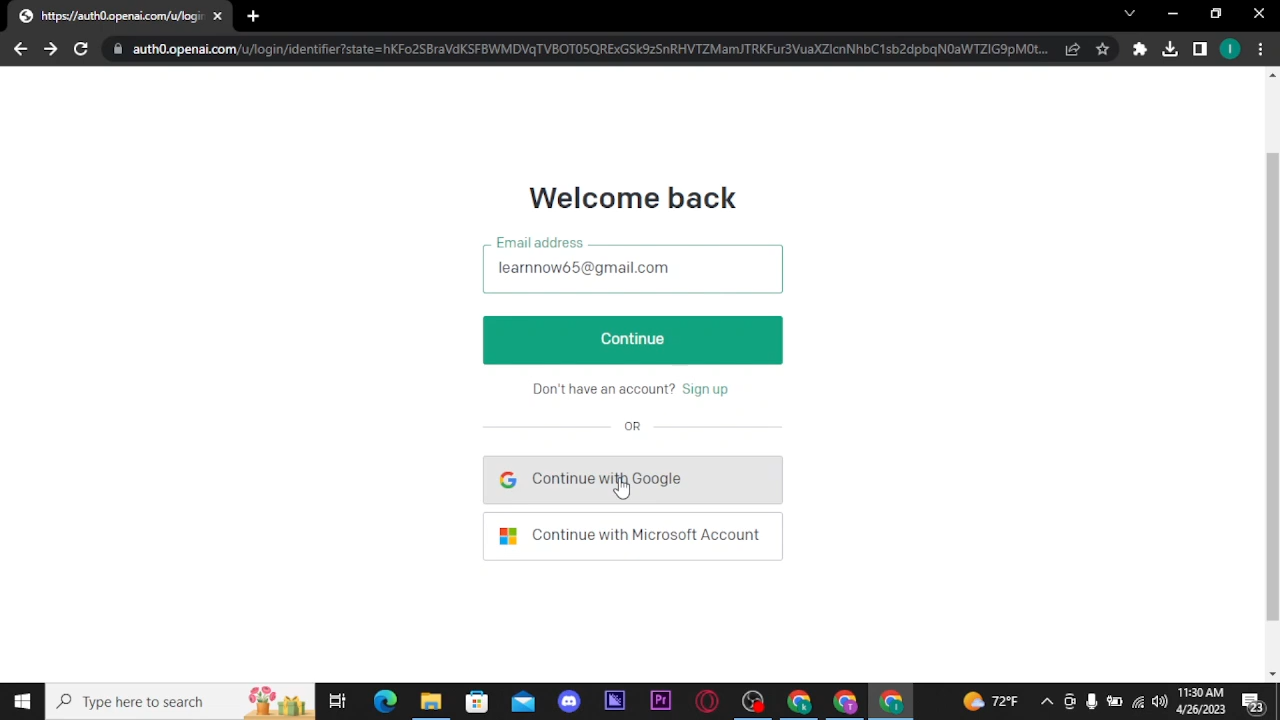 https://auth0.openai.com/u/login
auth0.openai.com/u/login/identifier?state=hKFo2SBraVdKSFBWMDVqTVBOT05QRExGSk9zSnRHVTZMamJTRKFur3VuaXZlcnNhbC1sb2dpbqN0aWTZIG9pM0t...
Welcome back
Email address
learnnow65@gmail.com
Continue
Don't have an account? Sign up
OR
Continue with Google
Continue with Microsoft Account
Type here to search
72°F
11:30 AM
4/26/2023
23